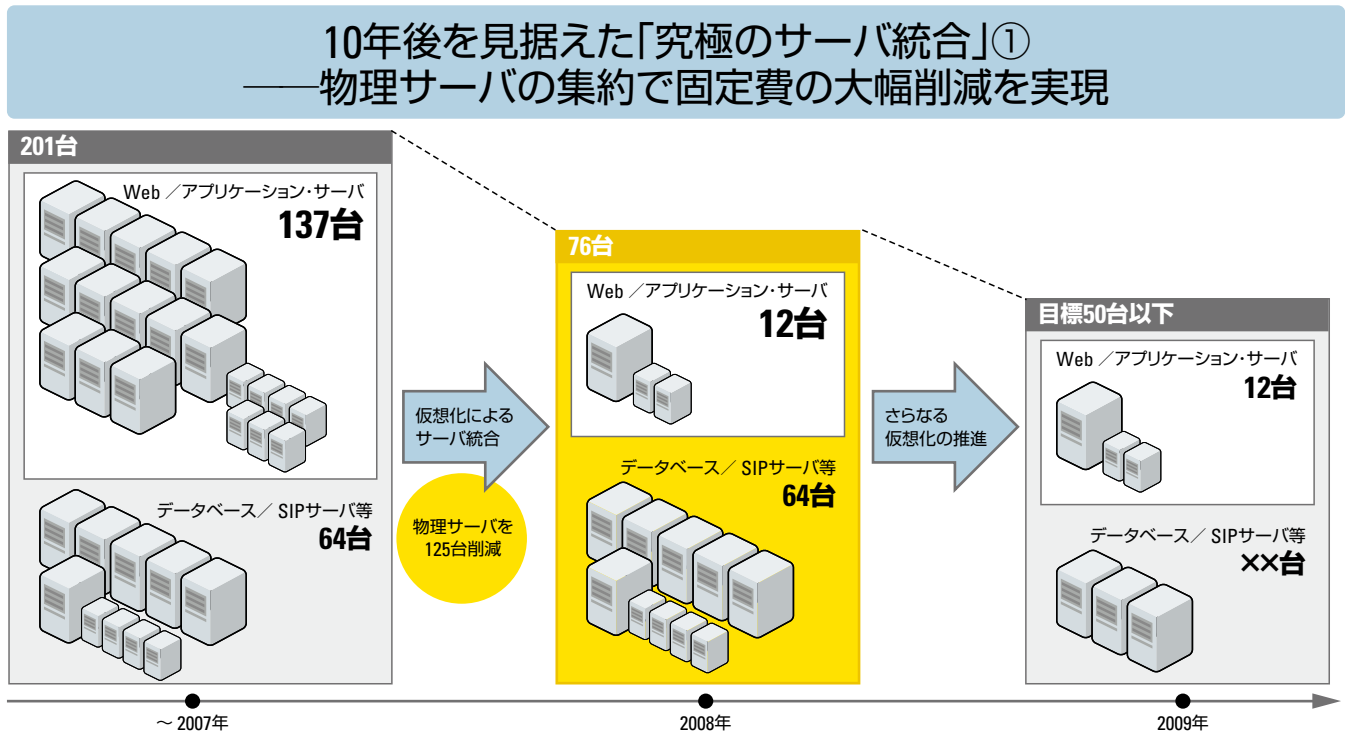 10年後を見据えた「究極のサーバ統合」①
——物理サーバの集約で固定費の大幅削減を実現
201台
Web ／アプリケーション・サーバ
137台
データベース／ SIPサーバ等
64台
仮想化による
サーバ統合
物理サーバを
125台削減
76台
Web ／アプリケーション・サーバ
12台
データベース／ SIPサーバ等
64台
さらなる
仮想化の推進
目標50台以下
Web ／アプリケーション・サーバ
12台
データベース／ SIPサーバ等
××台
～ 2007年
2008年
2009年